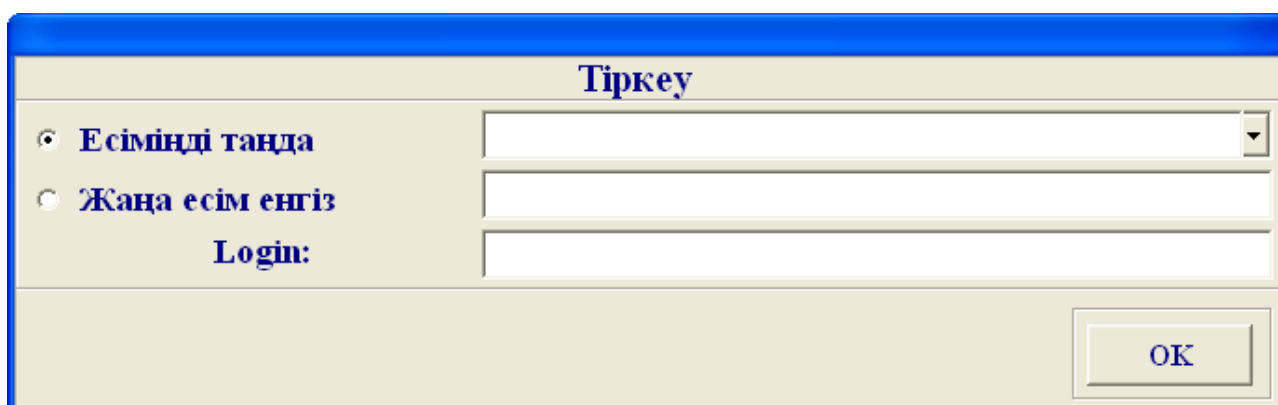 Тіркеу
Есіміңді таңда
Жаңа есім енгіз
Login:
OK